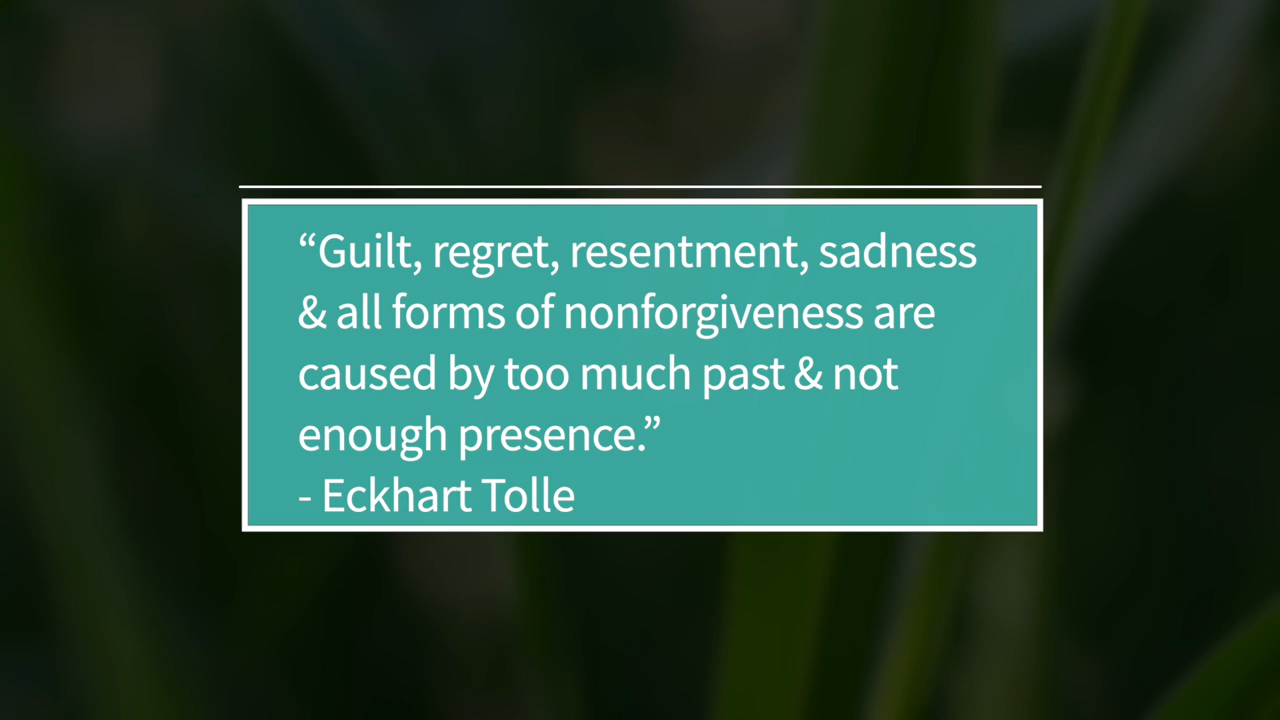 “Guilt, regret, resentment, sadness
& all forms of nonforgiveness are
caused by too much past & not
enough presence.”
- Eckhart Tolle